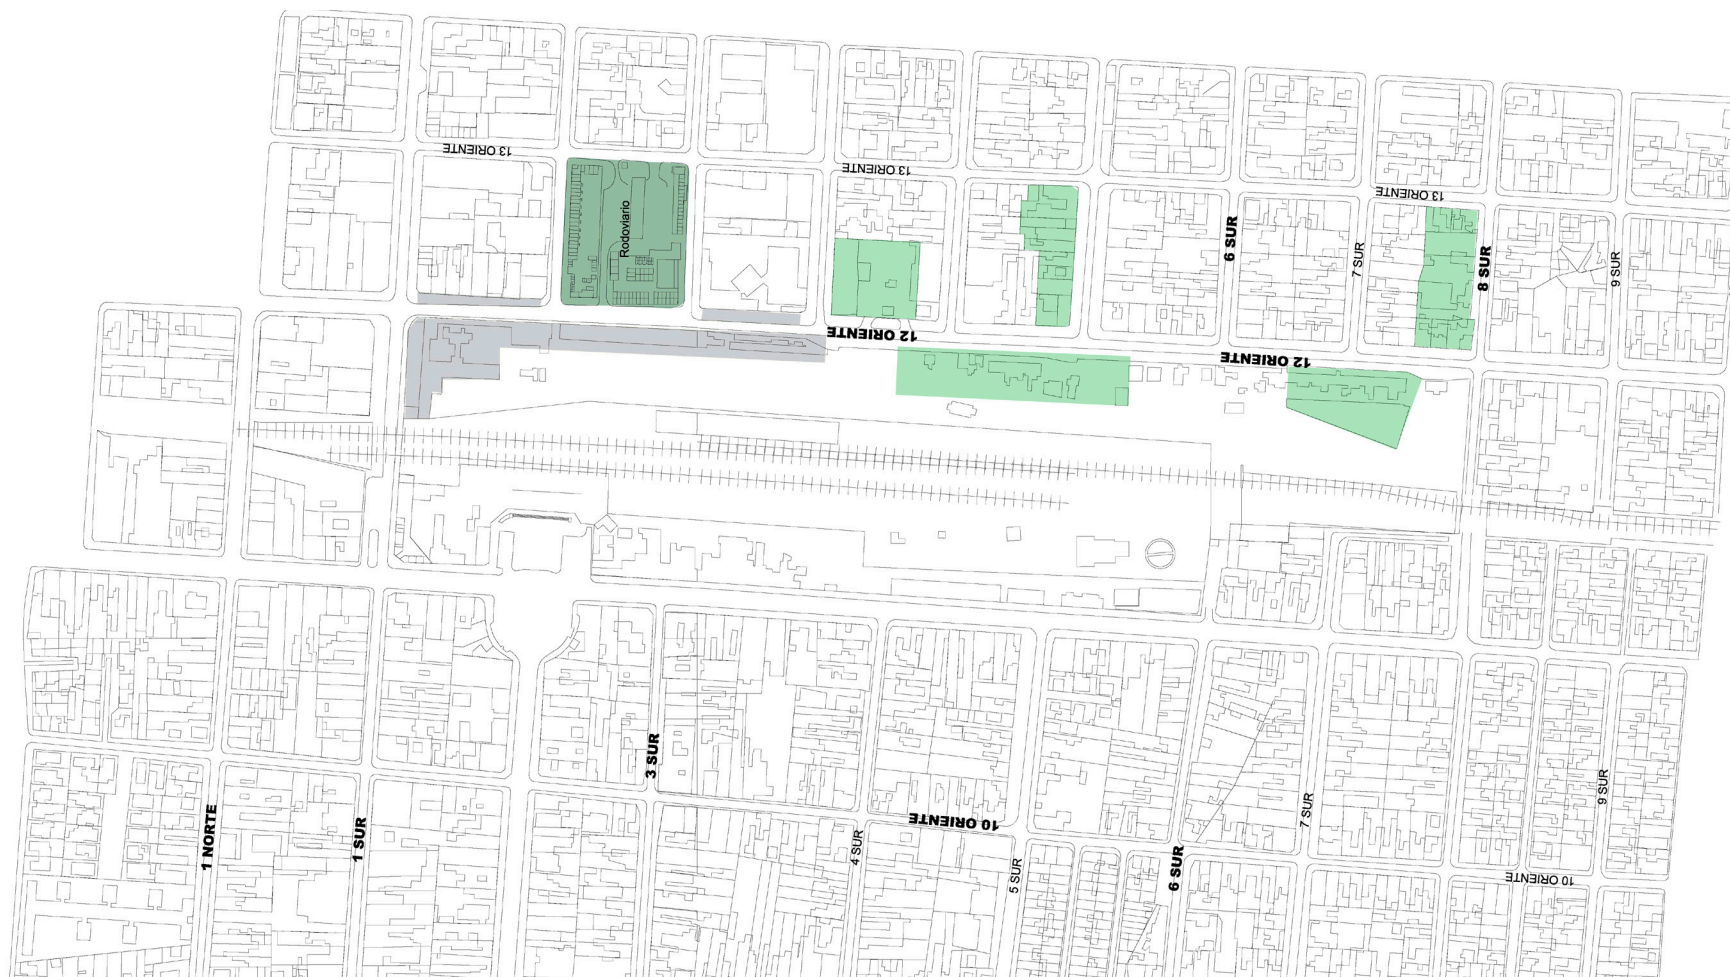 13 ORIENTE
13 ORIENTE
13 ORIENTE
Rodoviario
6 SUR
7 SUR
8 SUR
9 SUR
12 ORIENTE
12 ORIENTE
3 SUR
1 NORTE
1 SUR
4 SUR
10 ORIENTE
5 SUR
6 SUR
7 SUR
9 SUR
10 ORIENTE